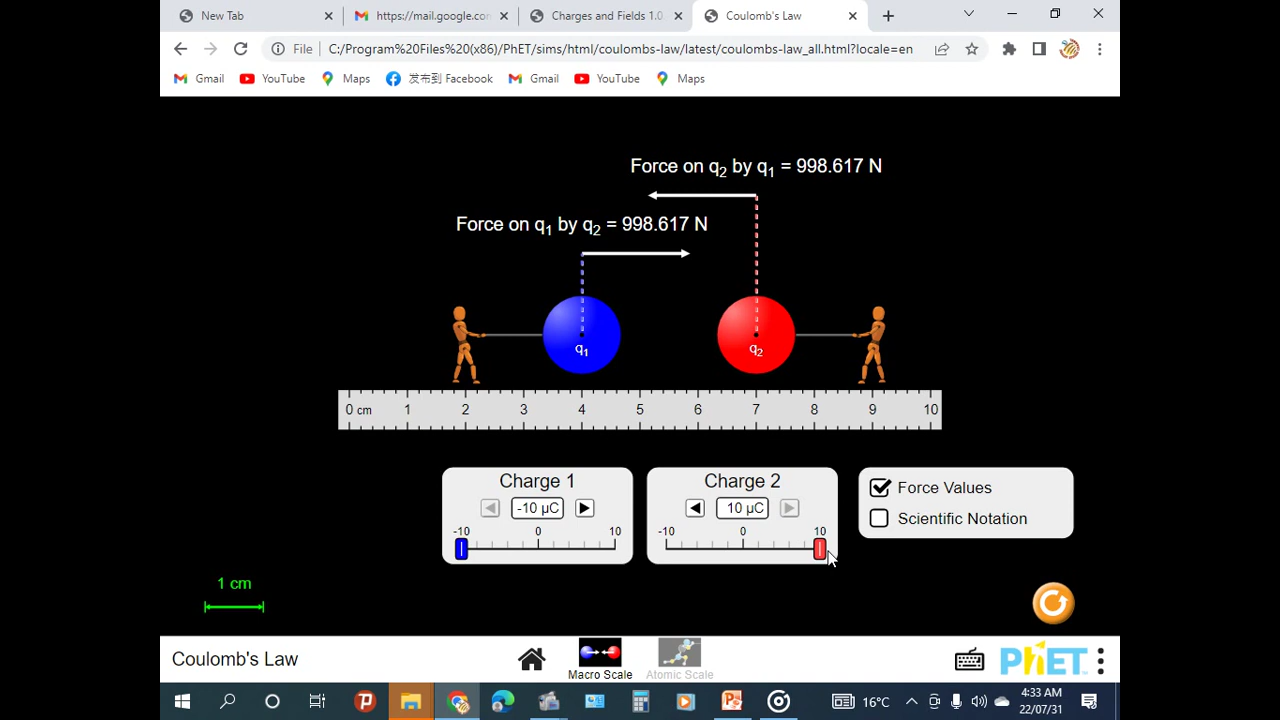 New Tab
https://mail.google.con
Charges and Fields 1.0
Coulomb's Law
File
C:/Program%20Files%20(x86)/PhET/sims/html/coulombs-law/latest/coulombs-law_all.html?locale=en
Gmail YouTube Maps 发布到 Facebook Gmail YouTube Maps
Force on q2 by q1 = 998.617 N
Force on q1 by q2 = 998.617 N
q1 q2
0 cm 1 2 3 4 5 6 7 8 9 10
Charge 1
-10 μC
-10 0 10
Charge 2
10 μC
-10 0 10
Force Values
Scientific Notation
1 cm
Coulomb's Law
Macro Scale
Atomic Scale
PhET
16°C
4:33 AM
22/07/31